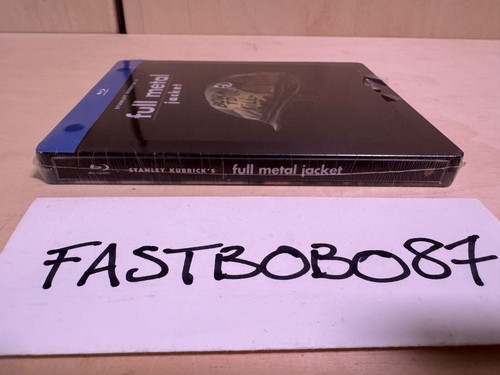 full metal
jacket
STANLEY KUBRICK'S full metal jacket
FASTBOBO87